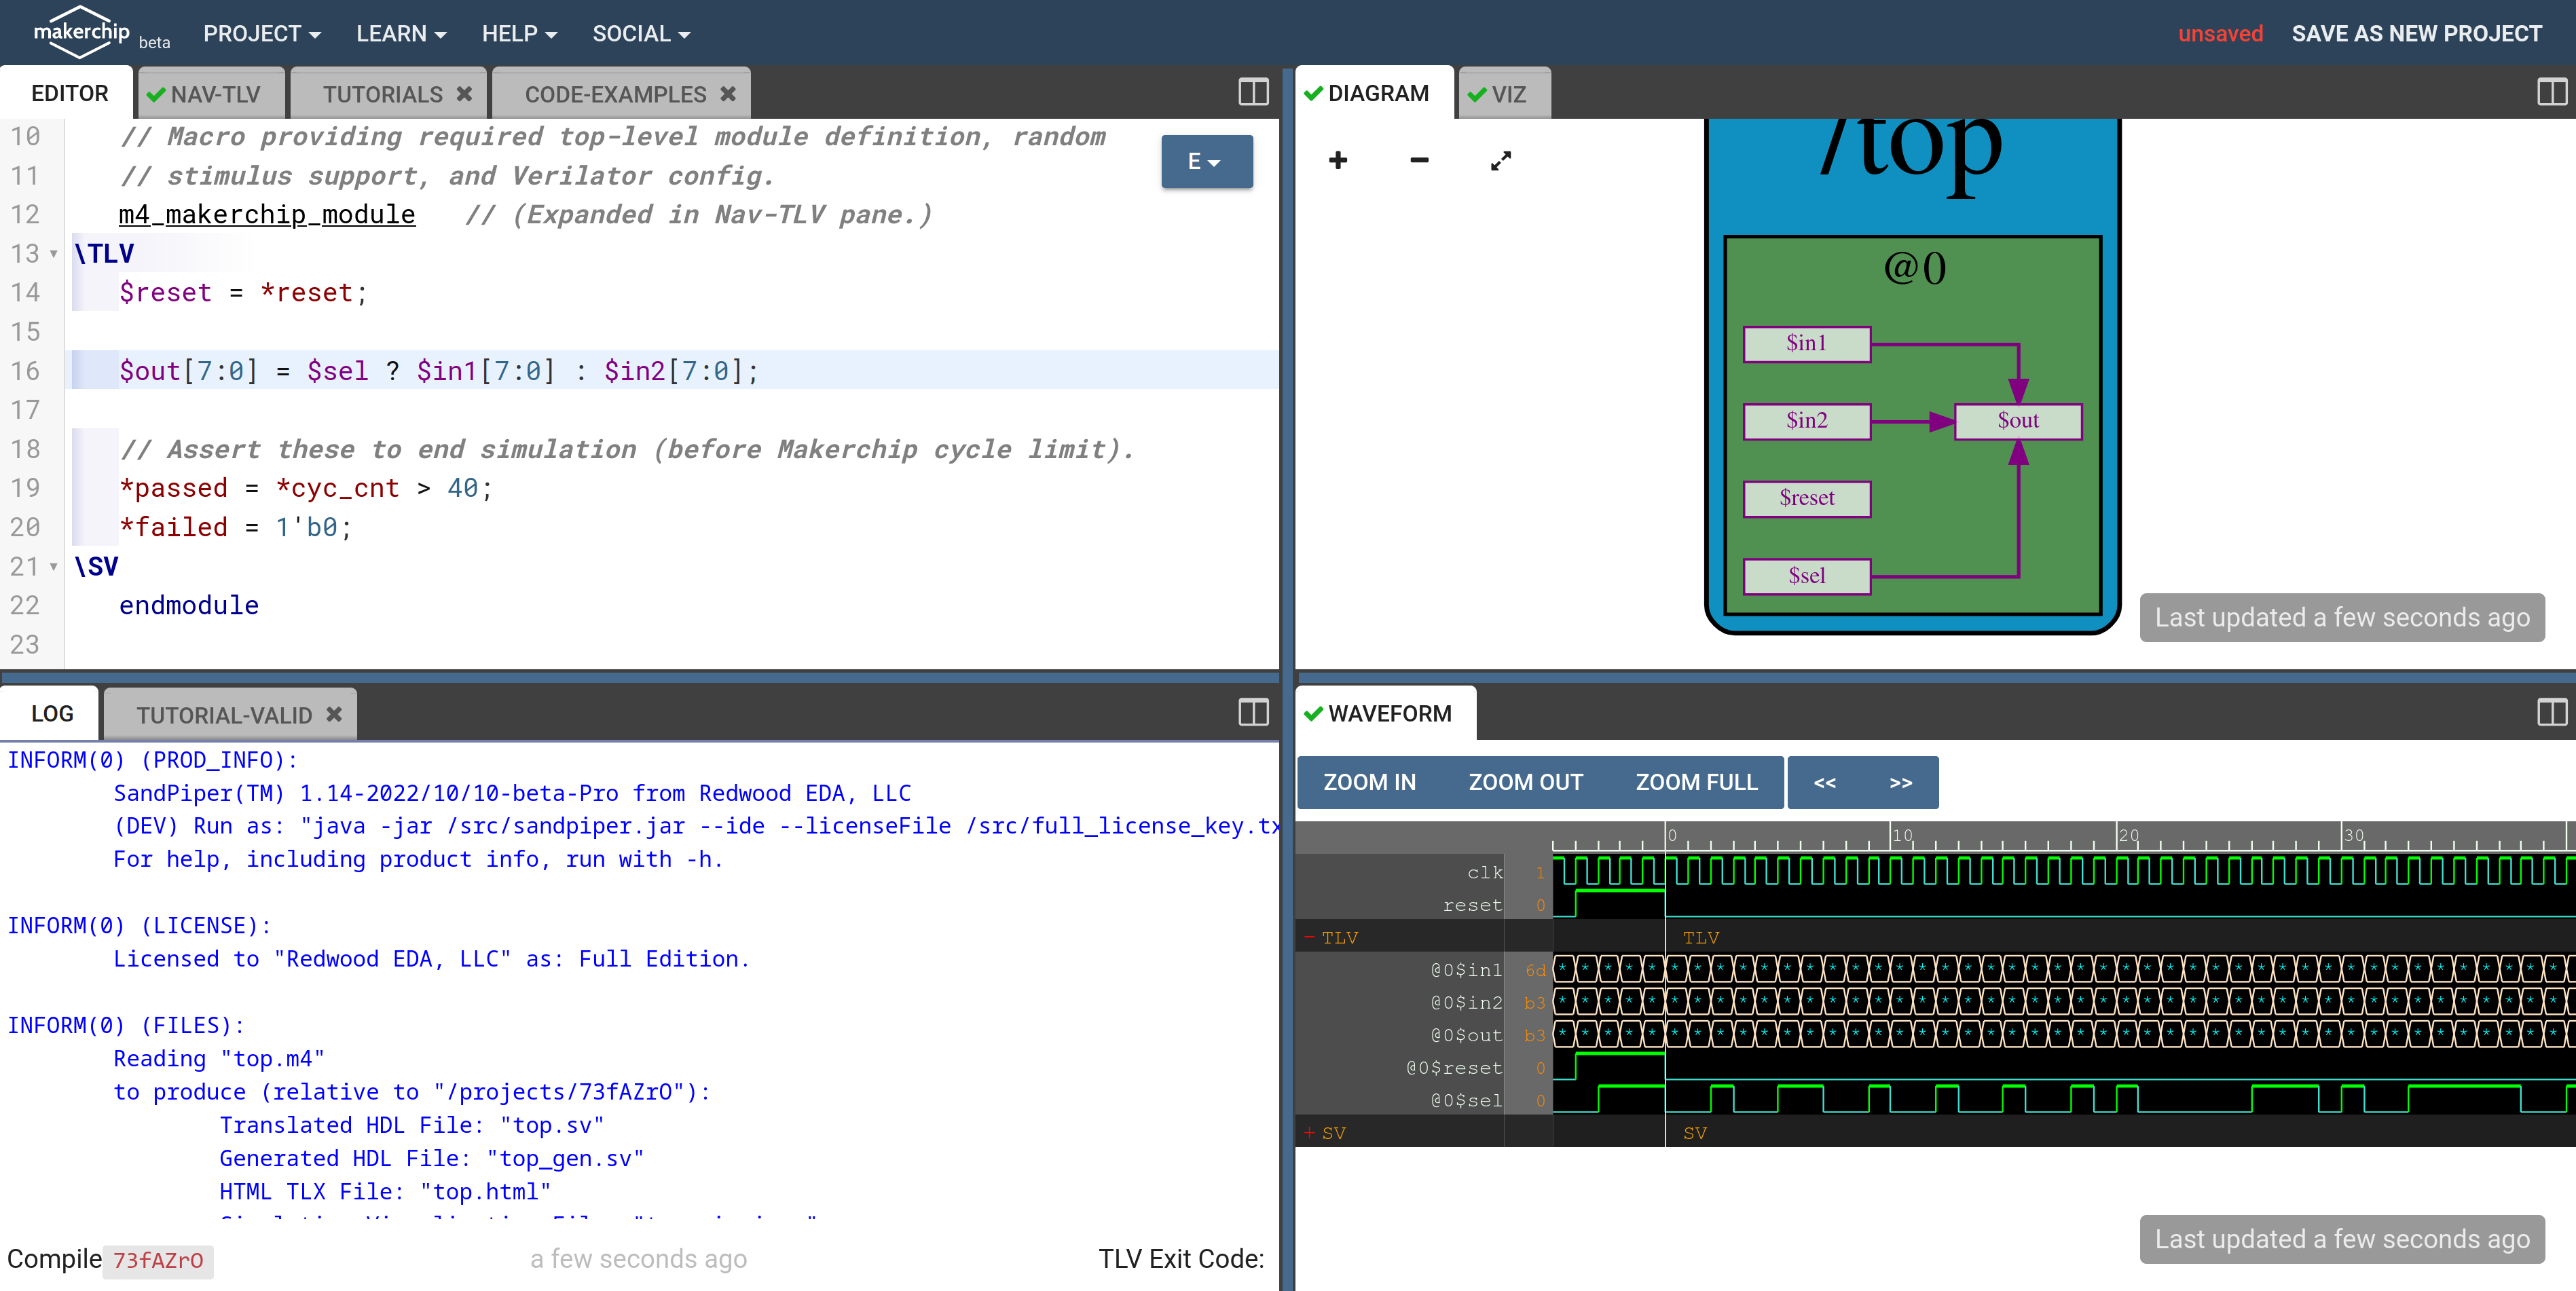 makerchip beta PROJECT LEARN HELP SOCIAL unsaved SAVE AS NEW PROJECT
EDITOR NAV-TLV TUTORIALS CODE-EXAMPLES
10 // Macro providing required top-level module definition, random
11 // stimulus support, and Verilator config.
12 m4_makerchip_module // (Expanded in Nav-TLV pane.)
13 \TLV
14 $reset = *reset;
15
16 $out[7:0] = $sel ? $in1[7:0] : $in2[7:0];
17
18 // Assert these to end simulation (before Makerchip cycle limit).
19 *passed = *cyc_cnt > 40;
20 *failed = 1'b0;
21 \SV
22 endmodule
23
E
DIAGRAM VIZ
/top
@0
$in1
$in2
$out
$reset
$sel
Last updated a few seconds ago
LOG TUTORIAL-VALID
INFORM(0) (PROD_INFO):
SandPiper(TM) 1.14-2022/10/10-beta-Pro from Redwood EDA, LLC
(DEV) Run as: "java -jar /src/sandpiper.jar --ide --licenseFile /src/full_license_key.tx
For help, including product info, run with -h.
INFORM(0) (LICENSE):
Licensed to "Redwood EDA, LLC" as: Full Edition.
INFORM(0) (FILES):
Reading "top.m4"
to produce (relative to "/projects/73fAZrO"):
Translated HDL File: "top.sv"
Generated HDL File: "top_gen.sv"
HTML TLX File: "top.html"
Compile 73fAZrO a few seconds ago TLV Exit Code:
WAVEFORM
ZOOM IN ZOOM OUT ZOOM FULL << >>
0 10 20 30
clk 1
reset 0
- TLV TLV
@0$in1 6d
@0$in2 b3
@0$out b3
@0$reset 0
@0$sel 0
+ SV SV
Last updated a few seconds ago